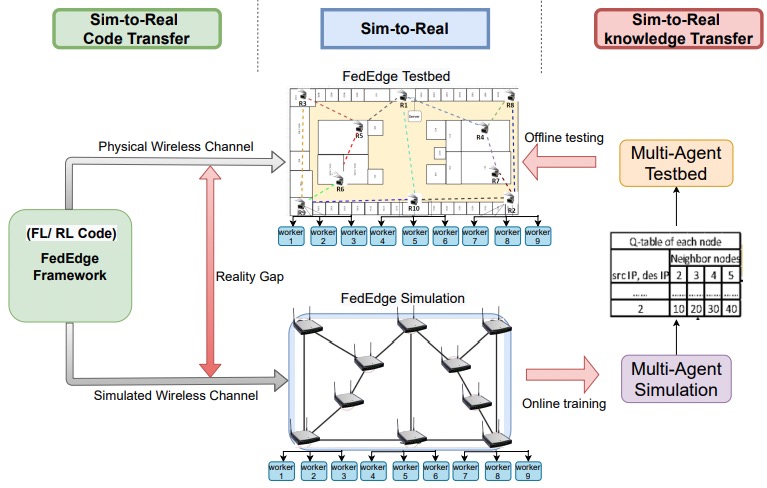 Sim-to-Real
Code Transfer
Sim-to-Real
Sim-to-Real
knowledge Transfer
FedEdge Testbed
R3
R1
R8
R5
R4
R6
R7
R9
R10
R2
Physical Wireless Channel
Offline testing
Multi-Agent
Testbed
worker
1
worker
2
worker
3
worker
4
worker
5
worker
6
worker
7
worker
8
worker
9
(FL/ RL Code)
FedEdge
Framework
Reality Gap
Q-table of each node
Neighbor nodes
src IP, des IP 2 3 4 5
...... ...... ......
2 10 20 30 40
FedEdge Simulation
Simulated Wireless Channel
Online training
Multi-Agent
Simulation
worker
1
worker
2
worker
3
worker
4
worker
5
worker
6
worker
7
worker
8
worker
9